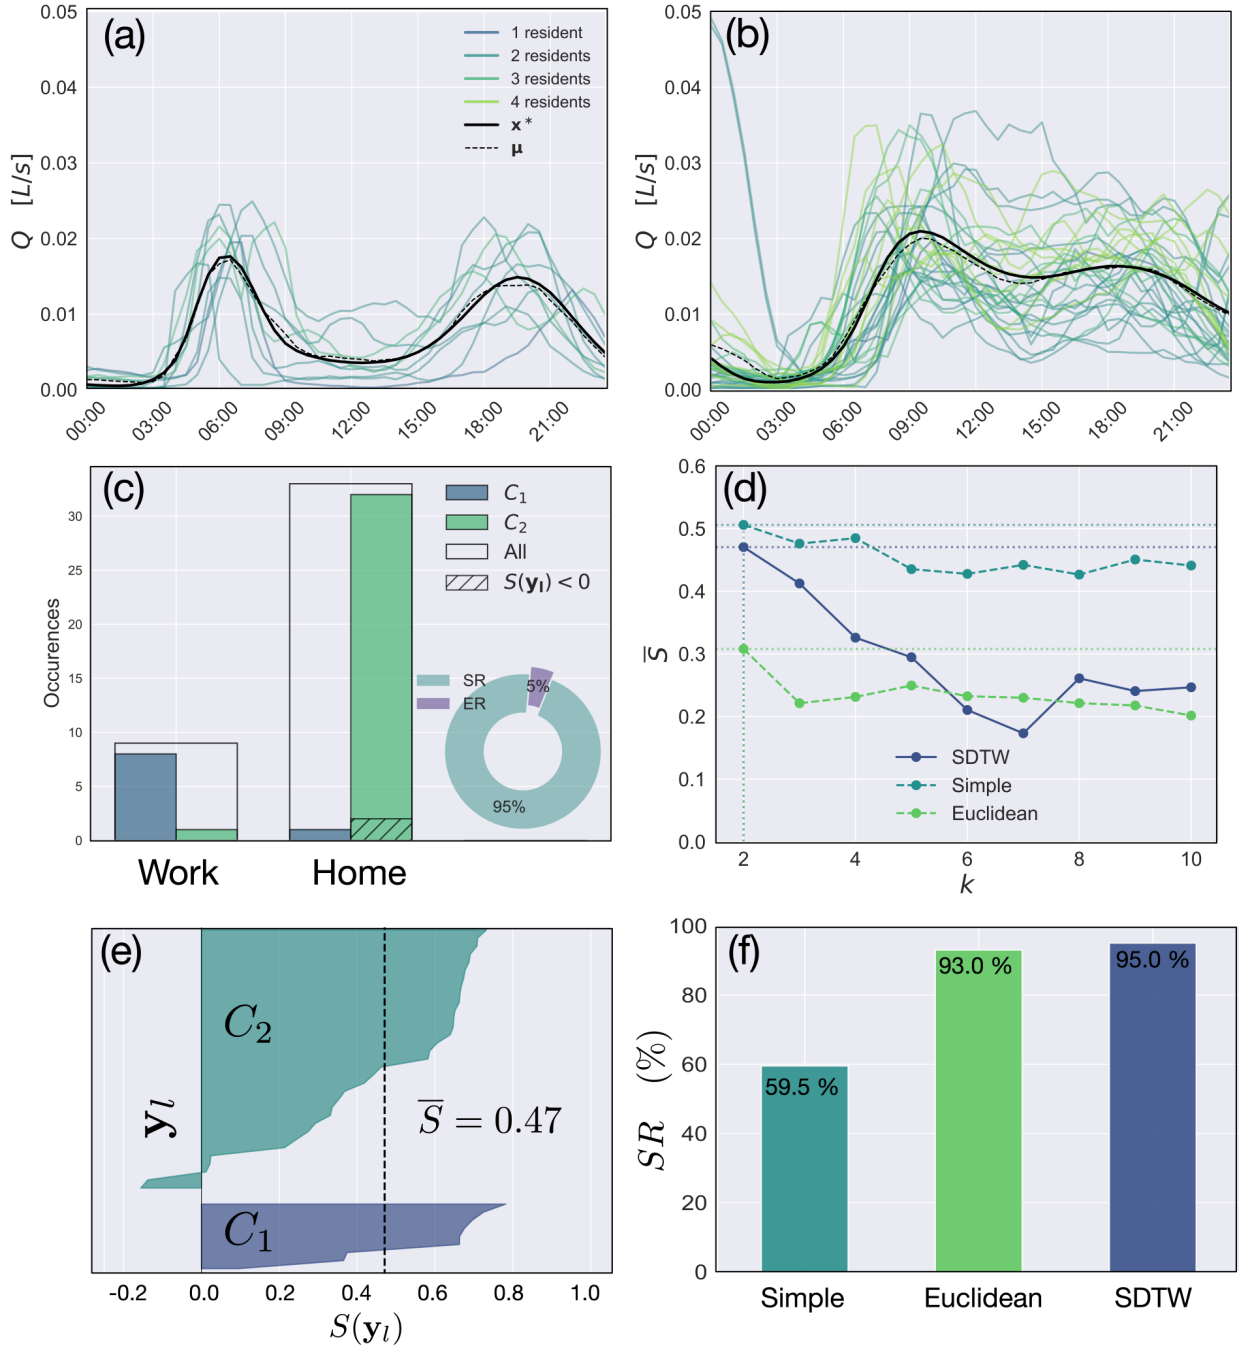 (a)
0.05
0.04
0.03
0.02
0.01
0.00
Q [L/s]
1 resident
2 residents
3 residents
4 residents
x*
μ
00:00 03:00 06:00 09:00 12:00 15:00 18:00 21:00
(b)
0.05
0.04
0.03
0.02
0.01
0.00
Q [L/s]
00:00 03:00 06:00 09:00 12:00 15:00 18:00 21:00
(c)
30
25
20
15
10
5
0
Occurences
C₁
C₂
All
S(yₗ) < 0
SR
ER
5%
95%
Work Home
(d)
0.6
0.5
0.4
0.3
0.2
0.1
0.0
S̅
SDTW
Simple
Euclidean
2 4 6 8 10
k
(e)
C₂
yₗ
S̅ = 0.47
C₁
-0.2 0.0 0.2 0.4 0.6 0.8 1.0
S(yₗ)
(f)
100
80
60
40
20
0
SR (%)
59.5 %
93.0 %
95.0 %
Simple Euclidean SDTW